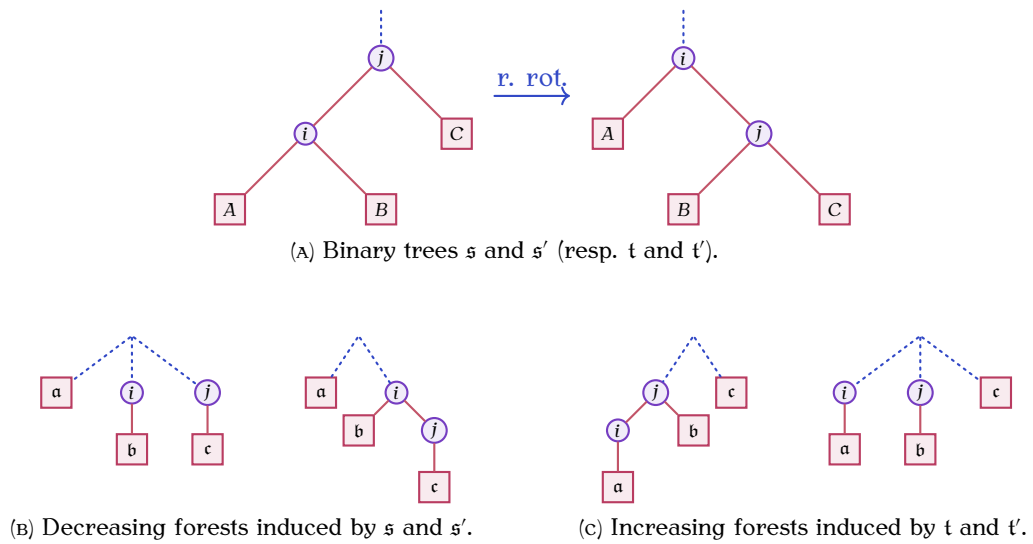 j
r. rot.
i
i
C
A
j
A
B
B
C
(A) Binary trees 𝔰 and 𝔰′ (resp. 𝔱 and 𝔱′).
𝔞 i j
𝔟 𝔠
𝔞 i
𝔟 j
𝔠
j 𝔠
i 𝔟
𝔞
i j 𝔠
𝔞 𝔟
(B) Decreasing forests induced by 𝔰 and 𝔰′.
(C) Increasing forests induced by 𝔱 and 𝔱′.